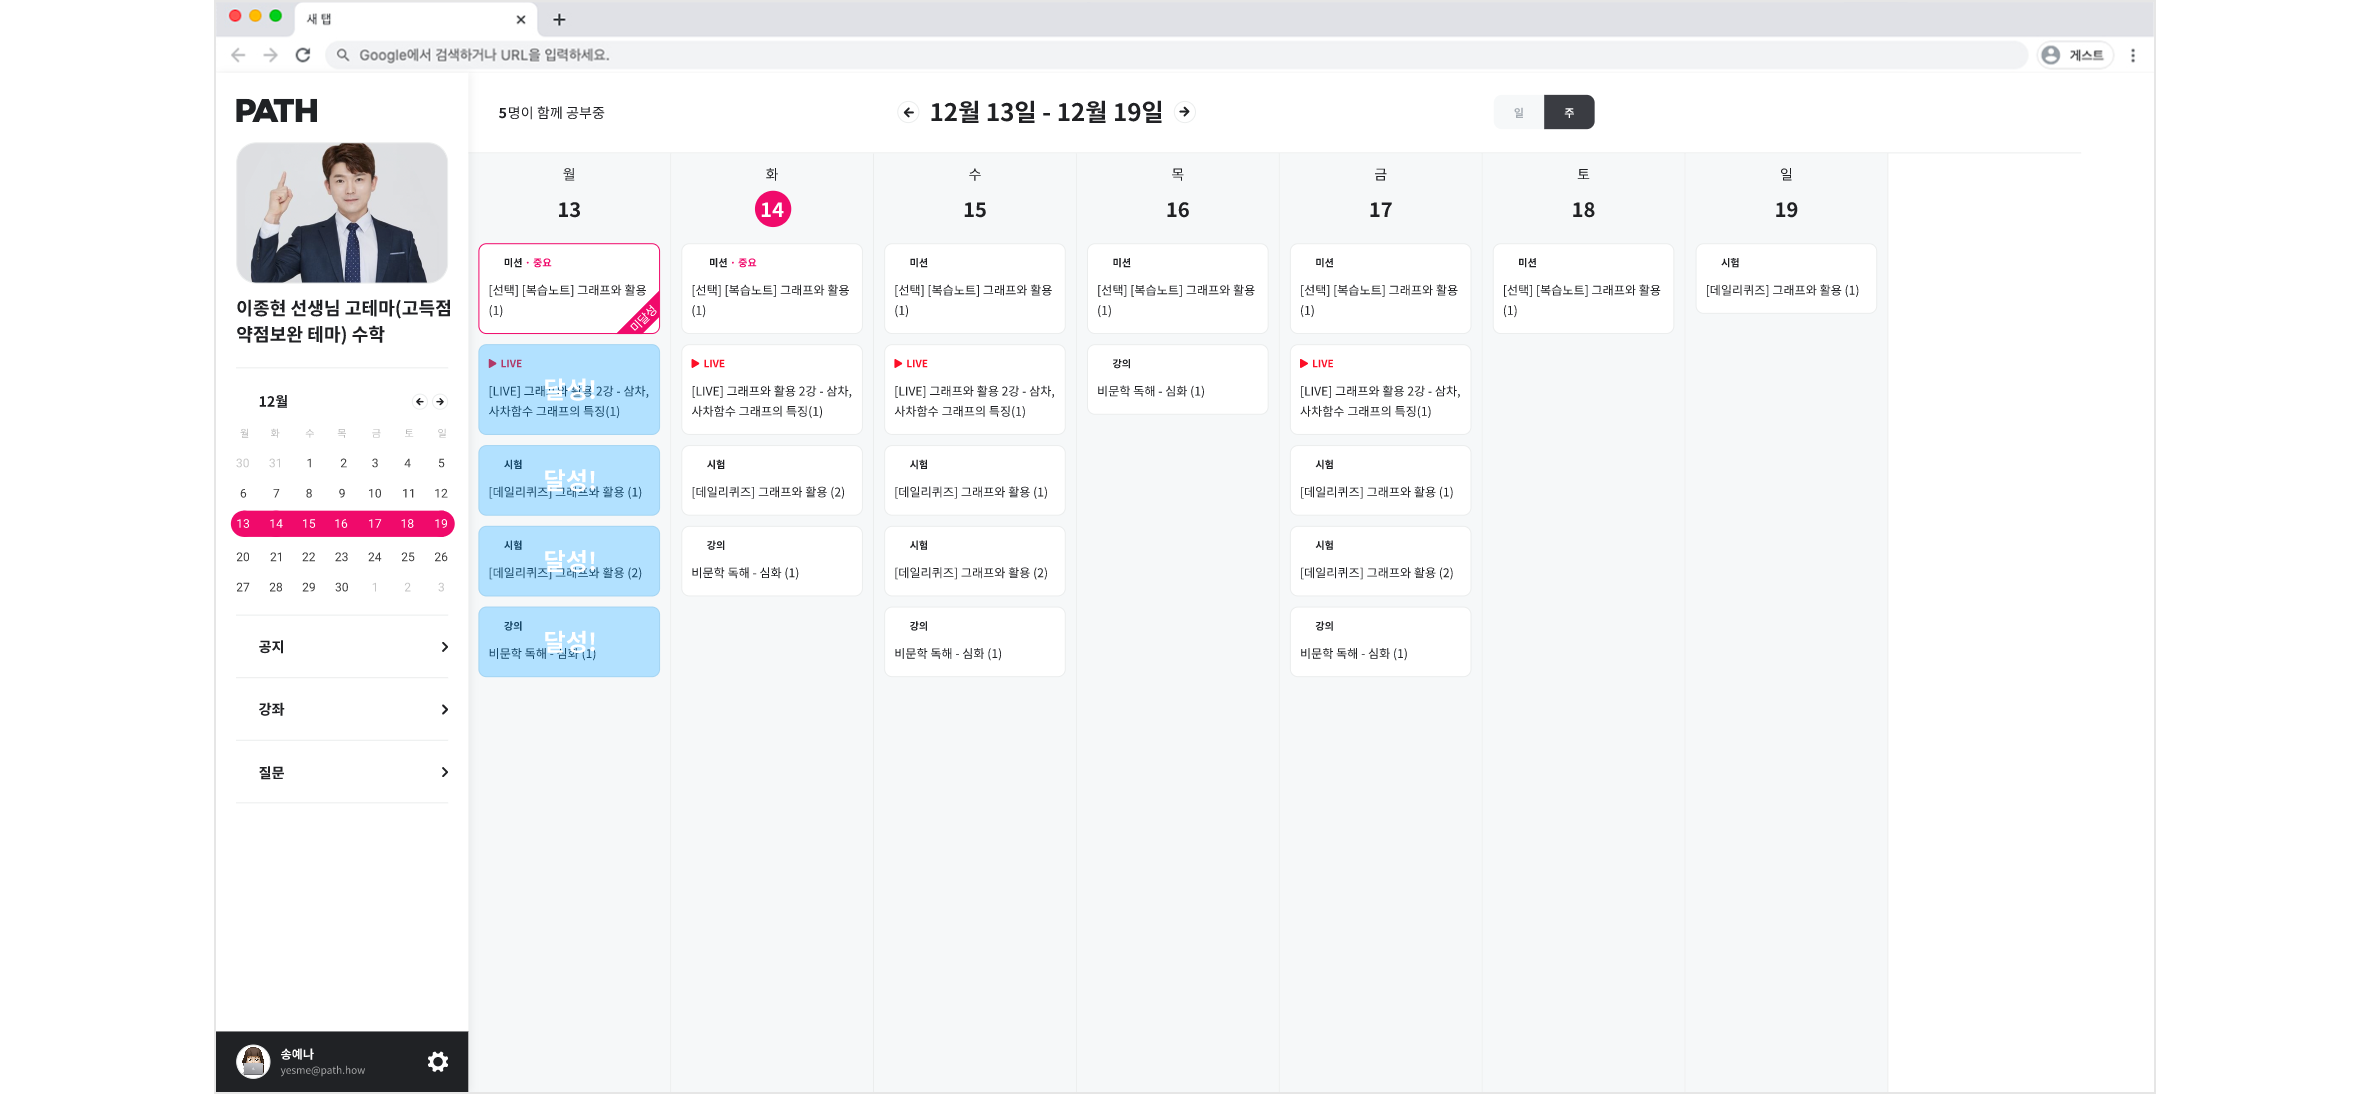 새 탭
Google에서 검색하거나 URL을 입력하세요.
게스트
PATH
이종현 선생님 고테마(고득점
약점보완 테마) 수학
12월
월 화 수 목 금 토 일
30 31 1 2 3 4 5
6 7 8 9 10 11 12
13 14 15 16 17 18 19
20 21 22 23 24 25 26
27 28 29 30 1 2 3
공지
강좌
질문
송예나
yesme@path.how
5명이 함께 공부중
12월 13일 - 12월 19일
일 주
월
13
미션 · 중요
[선택] [복습노트] 그래프와 활용
(1)
미달성
LIVE
[LIVE] 그래프와 활용 2강 - 삼차,
사차함수 그래프의 특징(1)
달성!
시험
[데일리퀴즈] 그래프와 활용 (1)
달성!
시험
[데일리퀴즈] 그래프와 활용 (2)
달성!
강의
비문학 독해 - 심화 (1)
달성!
화
14
미션 · 중요
[선택] [복습노트] 그래프와 활용
(1)
LIVE
[LIVE] 그래프와 활용 2강 - 삼차,
사차함수 그래프의 특징(1)
시험
[데일리퀴즈] 그래프와 활용 (2)
강의
비문학 독해 - 심화 (1)
수
15
미션
[선택] [복습노트] 그래프와 활용
(1)
LIVE
[LIVE] 그래프와 활용 2강 - 삼차,
사차함수 그래프의 특징(1)
시험
[데일리퀴즈] 그래프와 활용 (1)
시험
[데일리퀴즈] 그래프와 활용 (2)
강의
비문학 독해 - 심화 (1)
목
16
미션
[선택] [복습노트] 그래프와 활용
(1)
강의
비문학 독해 - 심화 (1)
금
17
미션
[선택] [복습노트] 그래프와 활용
(1)
LIVE
[LIVE] 그래프와 활용 2강 - 삼차,
사차함수 그래프의 특징(1)
시험
[데일리퀴즈] 그래프와 활용 (1)
시험
[데일리퀴즈] 그래프와 활용 (2)
강의
비문학 독해 - 심화 (1)
토
18
미션
[선택] [복습노트] 그래프와 활용
(1)
일
19
시험
[데일리퀴즈] 그래프와 활용 (1)